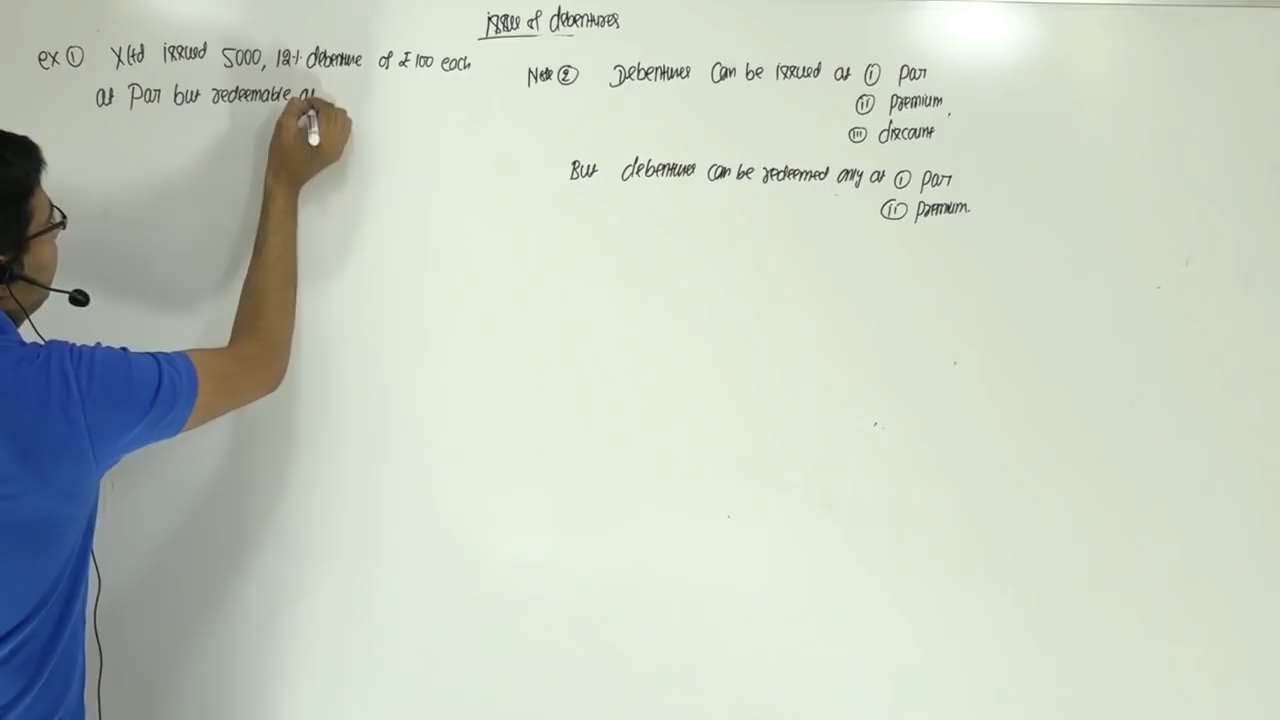 Issue of debentures
ex ① X Ltd issued 5000, 12% debenture of ₹100 each
at Par but redeemable at
Note ② Debentures Can be issued at ⓘ Par
ⓘⓘ premium,
ⓘⓘⓘ discount
But debentures can be redeemed only at ⓘ Par
ⓘⓘ premium.